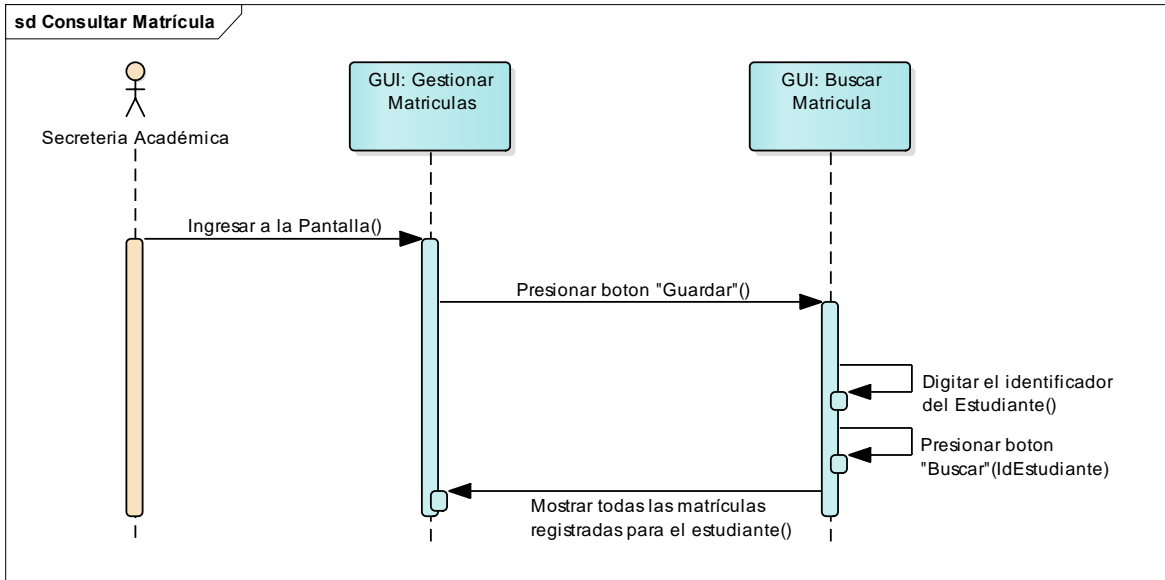 sd Consultar Matrícula
Secreteria Académica
GUI: Gestionar
Matriculas
GUI: Buscar
Matricula
Ingresar a la Pantalla()
Presionar boton "Guardar"()
Digitar el identificador
del Estudiante()
Presionar boton
"Buscar"(IdEstudiante)
Mostrar todas las matrículas
registradas para el estudiante()